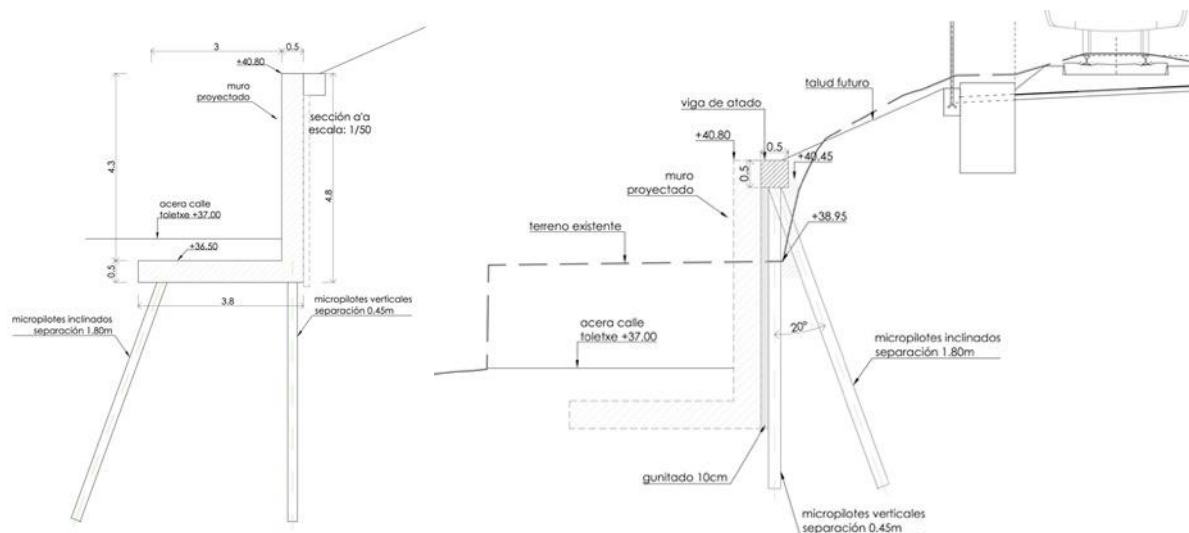 3
0.5
+40.80
muro
proyectado
sección a'a
escala: 1/50
4.3
4.8
acera calle
toletxe +37.00
+36.50
0.5
3.8
micropilotes inclinados
separación 1.80m
micropilotes verticales
separación 0.45m
talud futuro
viga de atado
+40.80
0.5
+40.45
0.5
muro
proyectado
terreno existente
+38.95
acera calle
toletxe +37.00
20°
micropilotes inclinados
separación 1.80m
gunitado 10cm
micropilotes verticales
separación 0.45m